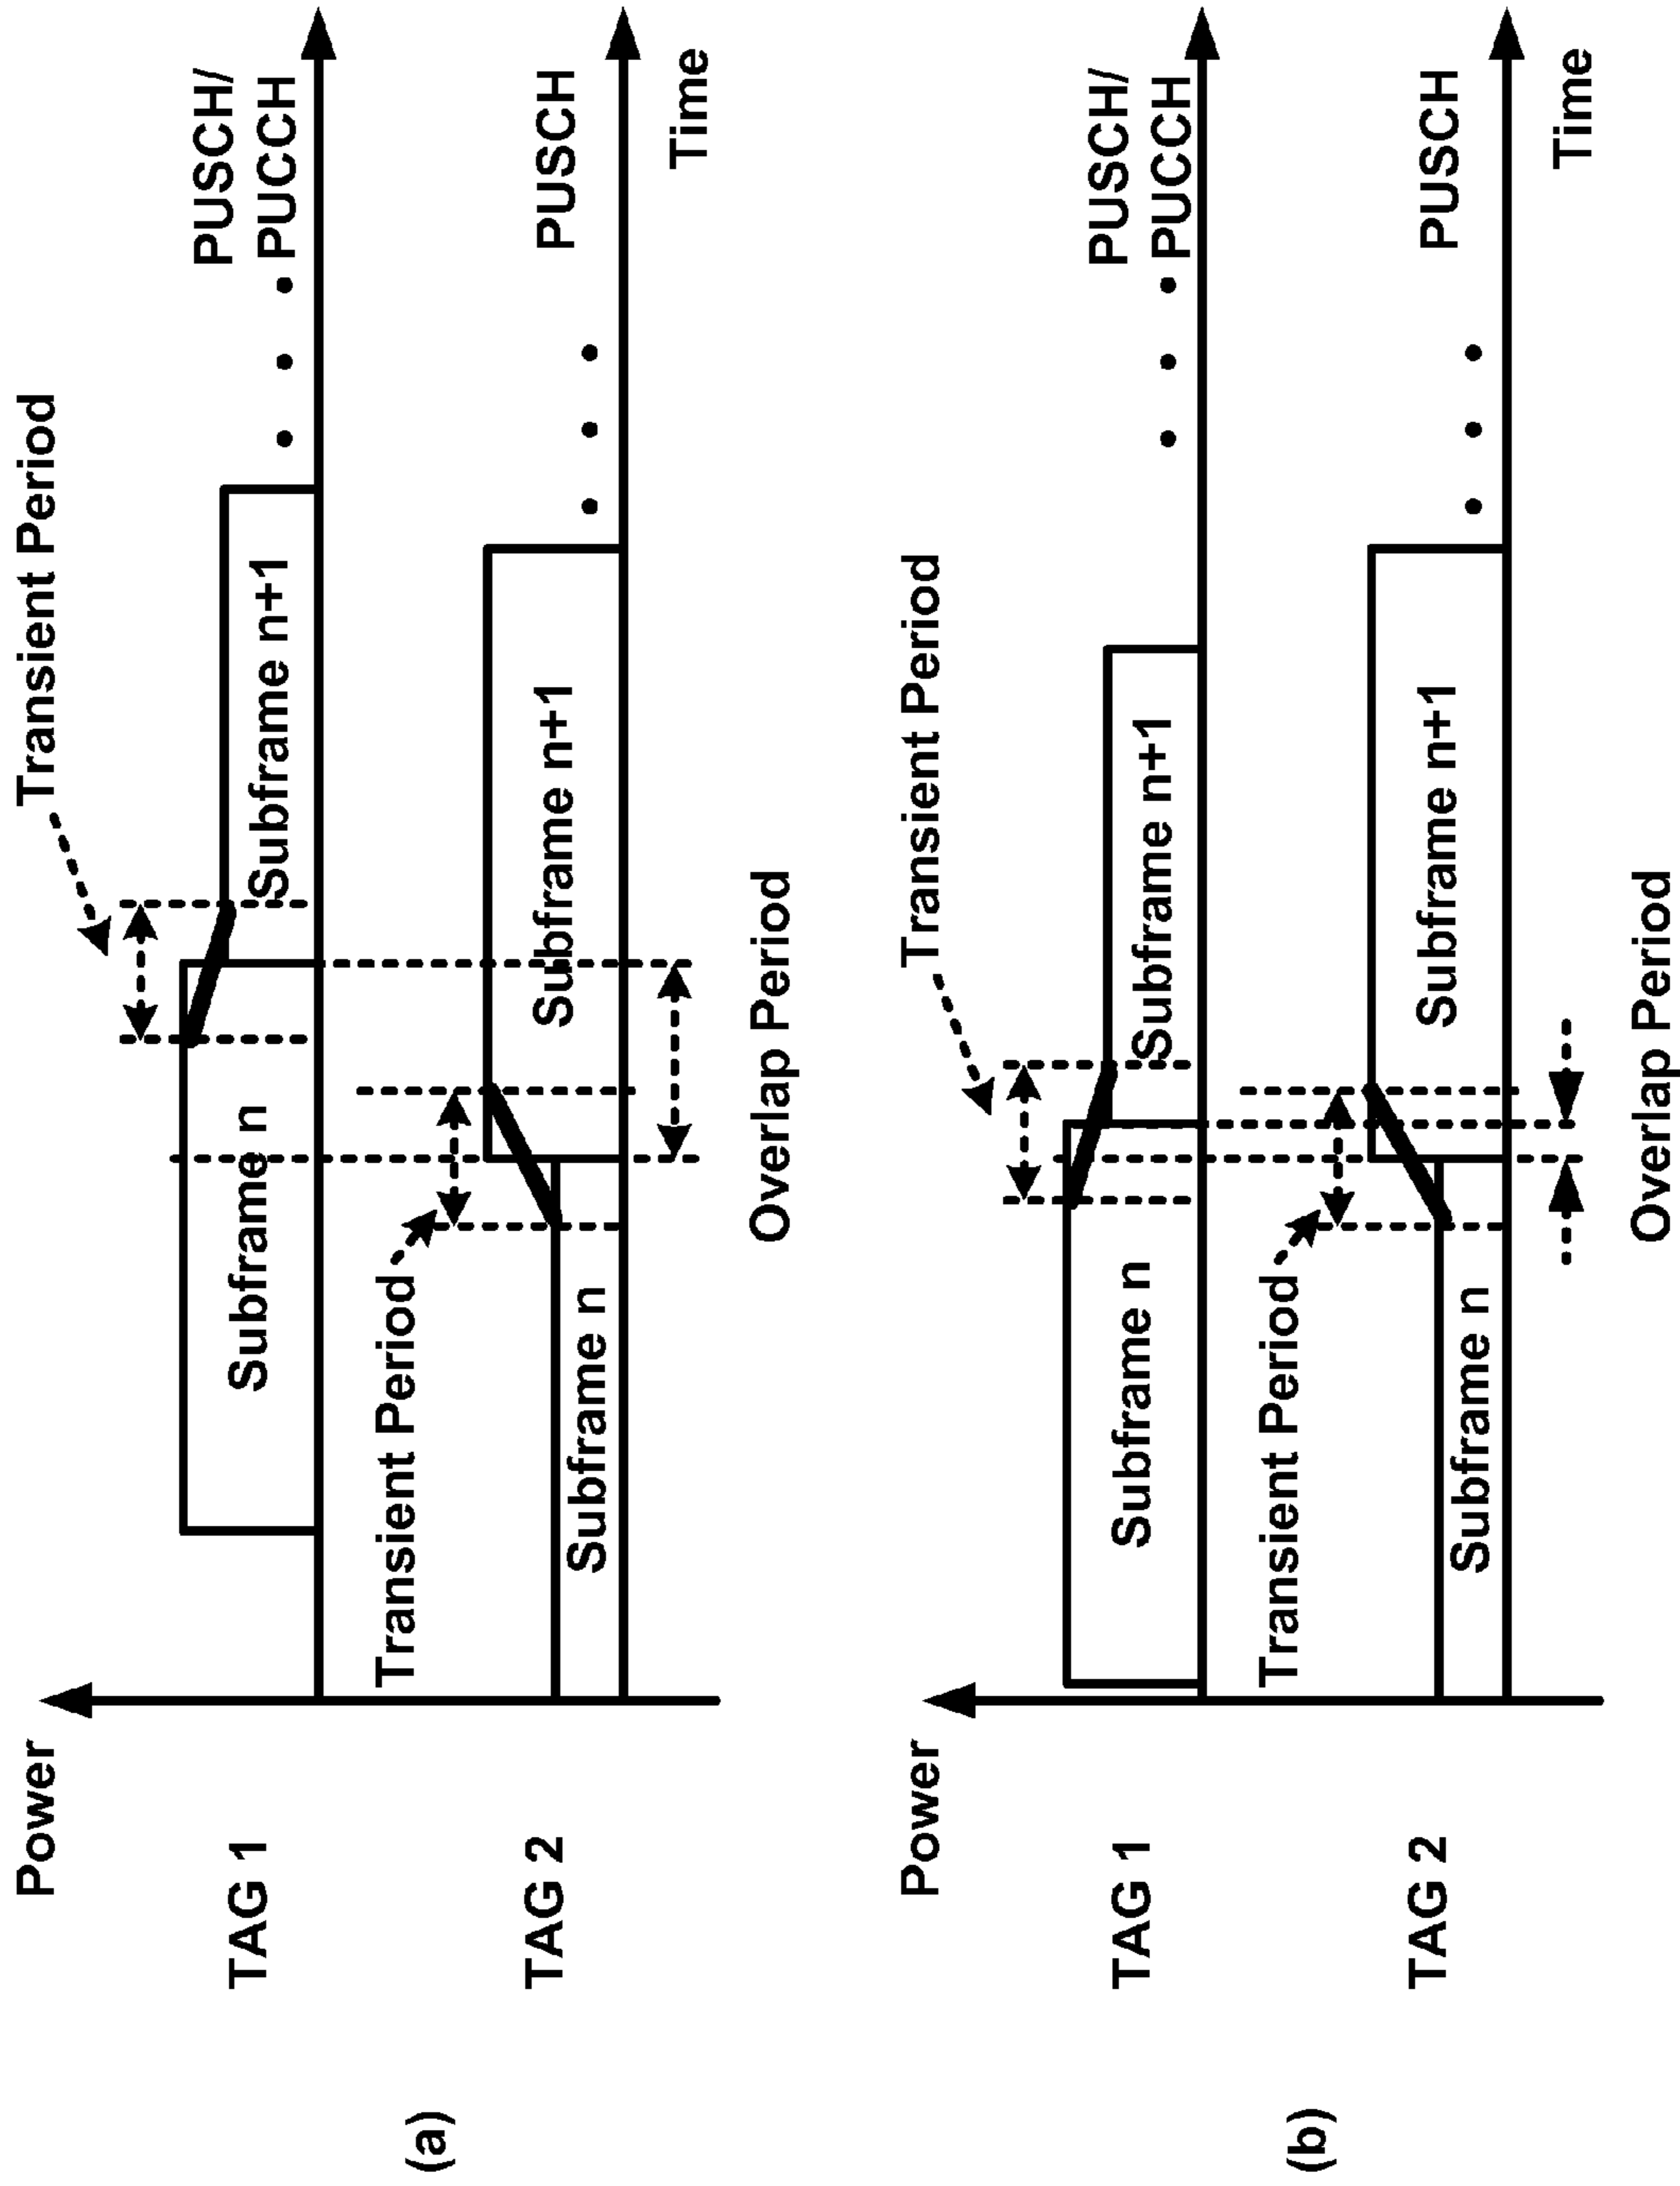 (a)
Power
Transient Period
TAG 1
Subframe n
Subframe n+1
PUSCH/
PUCCH
Transient Period
TAG 2
Subframe n
Subframe n+1
PUSCH
Time
Overlap Period
(b)
Power
Transient Period
TAG 1
Subframe n
Subframe n+1
PUSCH/
PUCCH
Transient Period
TAG 2
Subframe n
Subframe n+1
PUSCH
Time
Overlap Period